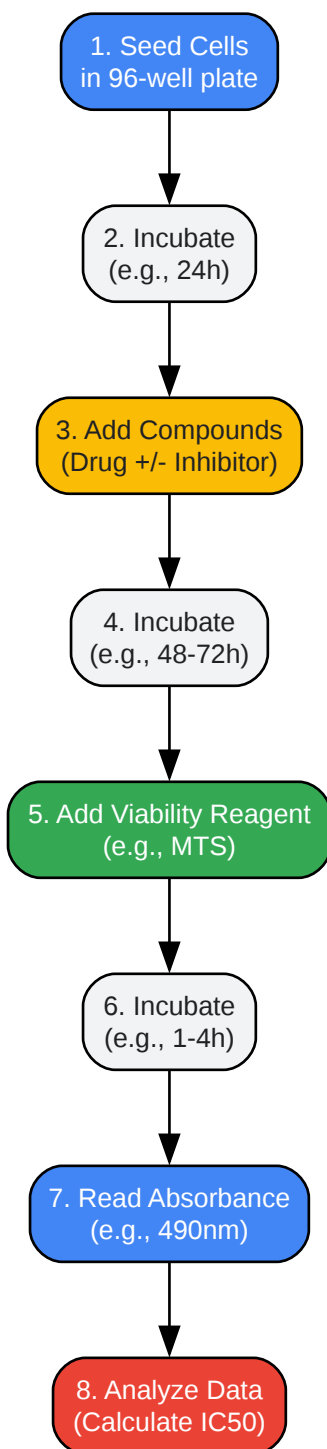 1. Seed Cells
in 96-well plate
2. Incubate
(e.g., 24h)
3. Add Compounds
(Drug +/- Inhibitor)
4. Incubate
(e.g., 48-72h)
5. Add Viability Reagent
(e.g., MTS)
6. Incubate
(e.g., 1-4h)
7. Read Absorbance
(e.g., 490nm)
8. Analyze Data
(Calculate IC50)